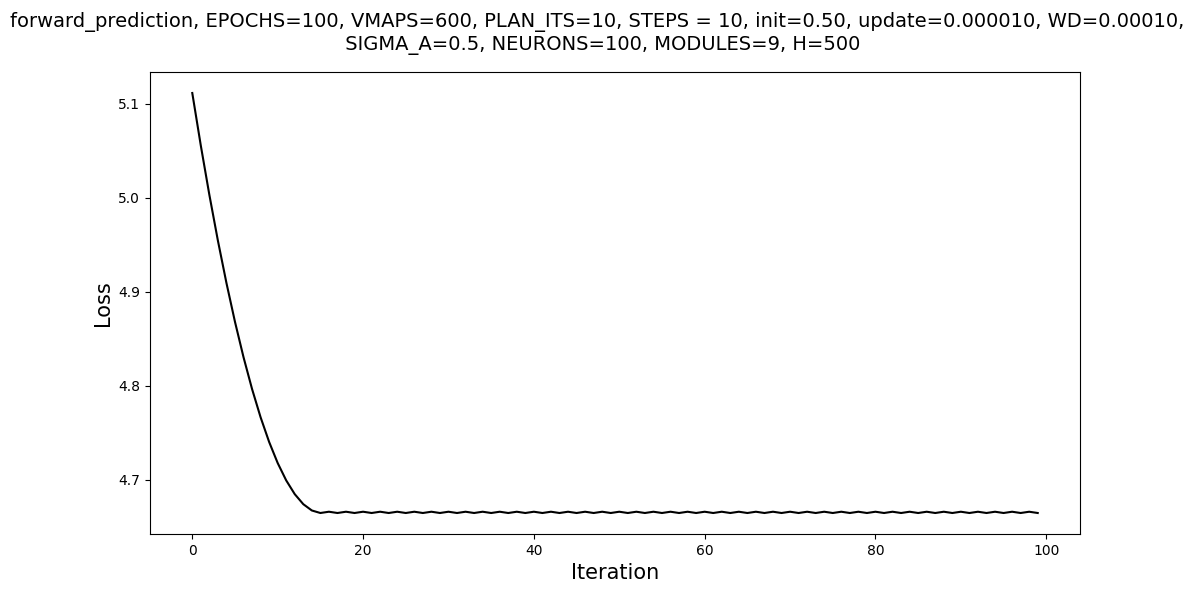 forward_prediction, EPOCHS=100, VMAPS=600, PLAN_ITS=10, STEPS = 10, init=0.50, update=0.000010, WD=0.00010,
SIGMA_A=0.5, NEURONS=100, MODULES=9, H=500
5.1
5.0
4.9
4.8
4.7
Loss
0 20 40 60 80 100
Iteration